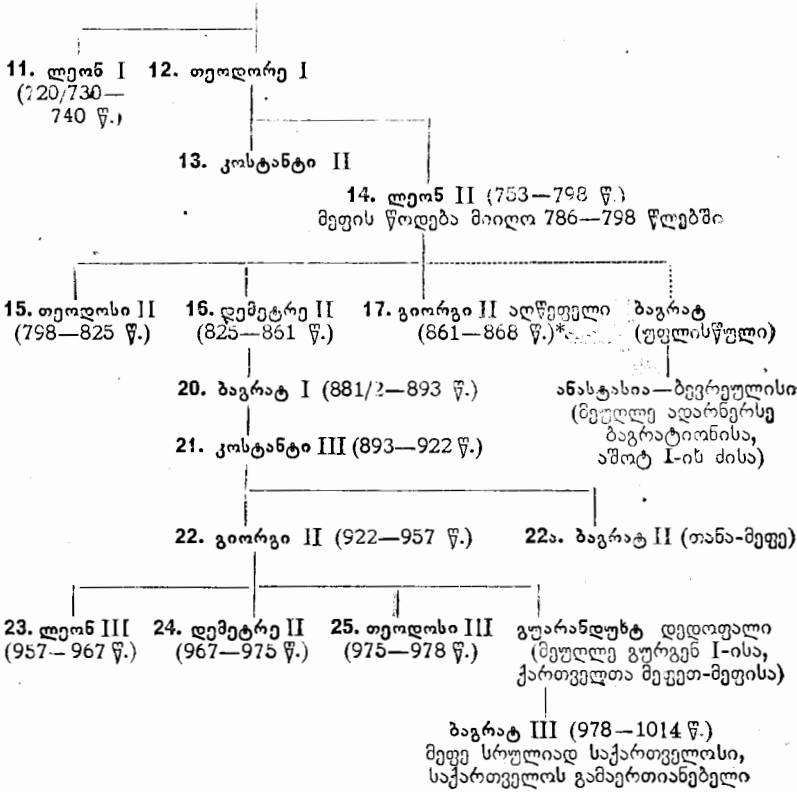 11. ლეონ I 12. თეოდორე I
(720/730—
740 წ.)
13. კოსტანტი II
14. ლეონ II (753—798 წ.)
მეფის წოდება მიიღო 786—798 წლებში
15. თეოდოსი II 16. დემეტრე II 17. გიორგი II აღწეფელი ბაგრატ
(798—825 წ.) (825—861 წ.) (861—868 წ.)* (უფლისწული)
20. ბაგრატ I (881/2—893 წ.) ანასტასია—ბევრეულისი
(მეუღლე ადარნერსე
21. კოსტანტი III (893—922 წ.) ბაგრატიონისა,
აშოტ I-ის ძისა)
22. გიორგი II (922—957 წ.) 22ა. ბაგრატ II (თანა-მეფე)
23. ლეონ III 24. დემეტრე II 25. თეოდოსი III გუარანდუხტ დედოფალი
(957—967 წ.) (967—975 წ.) (975—978 წ.) (მეუღლე გურგენ I-ისა,
ქართველთა მეფეთ-მეფისა)
ბაგრატ III (978—1014 წ.)
მეფე სრულიად საქართველოსი,
საქართველოს გამაერთიანებელი